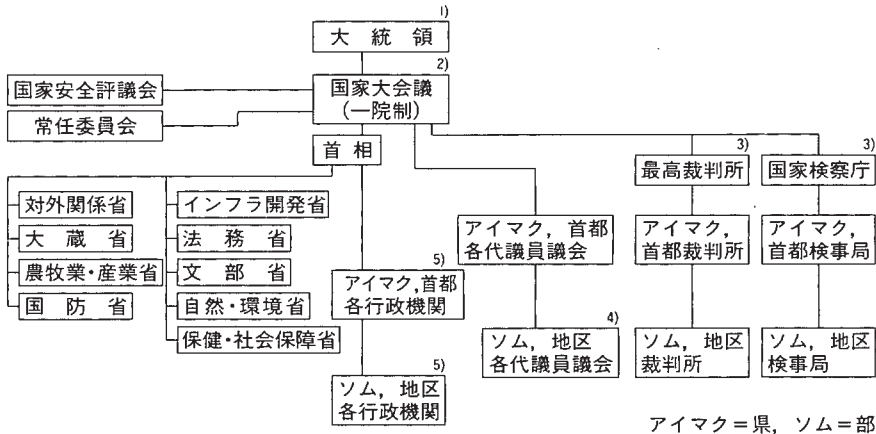 1)
大統領
2)
国家大会議
(一院制)
国家安全評議会
常任委員会
首相
3)
最高裁判所
3)
国家検察庁
対外関係省
大蔵省
農牧業・産業省
国防省
インフラ開発省
法務省
文部省
自然・環境省
保健・社会保障省
5)
アイマク,首都
各行政機関
5)
ソム,地区
各行政機関
アイマク,首都
各代議員議会
4)
ソム,地区
各代議員議会
アイマク,
首都裁判所
ソム,地区
裁判所
アイマク,
首都検事局
ソム,地区
検事局
アイマク=県,ソム=部